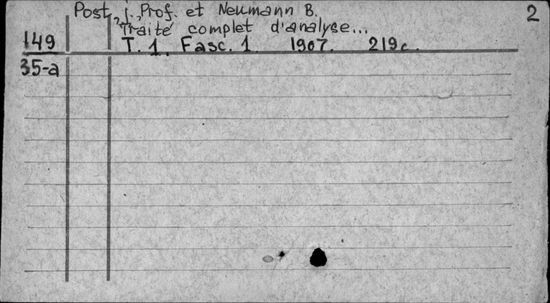 Post, j., Prof. et Neumann B. 2
Traité complet d'analyse...
149 T. 1. Fasc. 1. 1907. 219c.
35-a